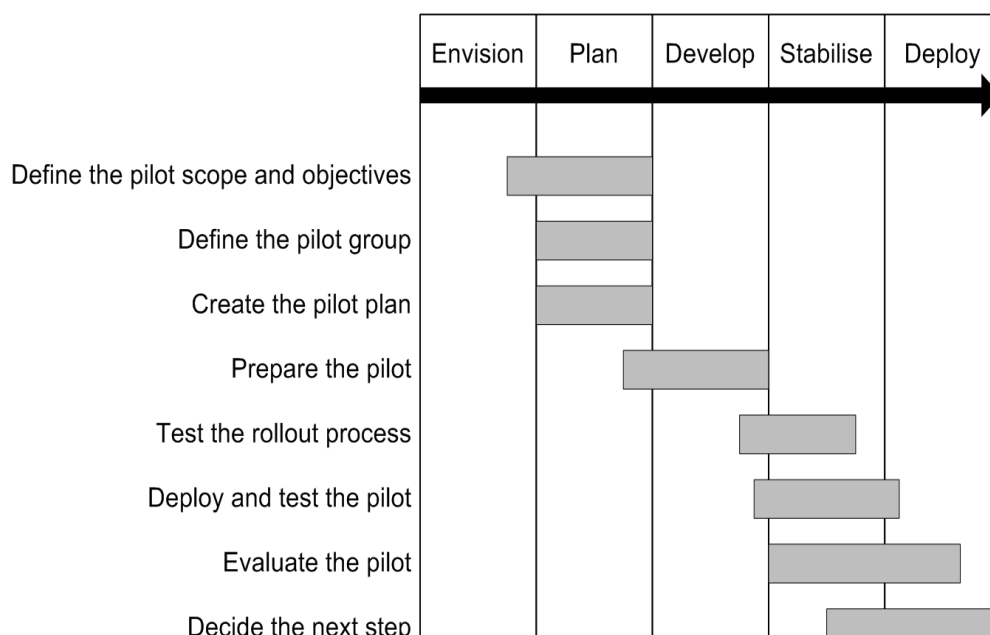 Envision Plan Develop Stabilise Deploy
Define the pilot scope and objectives
Define the pilot group
Create the pilot plan
Prepare the pilot
Test the rollout process
Deploy and test the pilot
Evaluate the pilot
Decide the next step